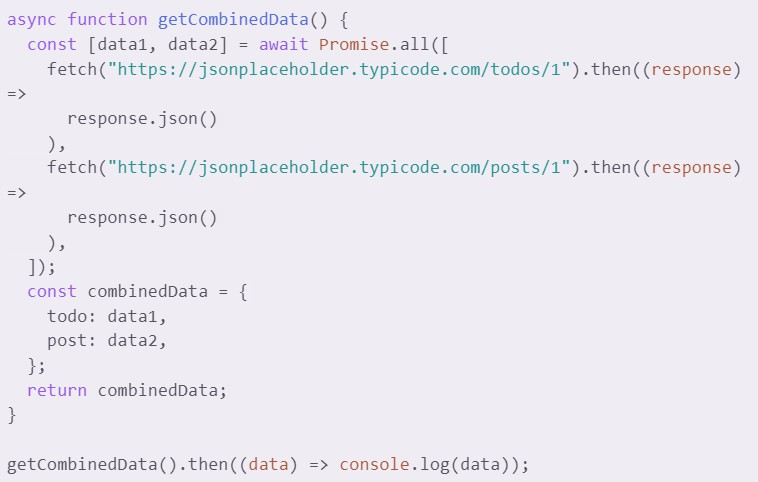 async function getCombinedData() {
  const [data1, data2] = await Promise.all([
    fetch("https://jsonplaceholder.typicode.com/todos/1").then((response)
=>
      response.json()
    ),
    fetch("https://jsonplaceholder.typicode.com/posts/1").then((response)
=>
      response.json()
    ),
  ]);
  const combinedData = {
    todo: data1,
    post: data2,
  };
  return combinedData;
}

getCombinedData().then((data) => console.log(data));